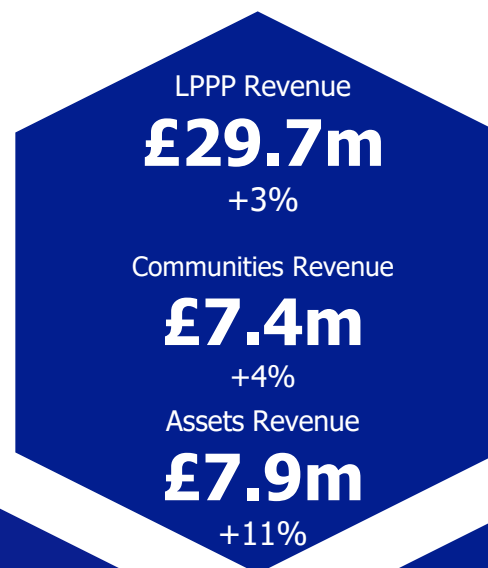 LPPP Revenue
£29.7m
+3%
Communities Revenue
£7.4m
+4%
Assets Revenue
£7.9m
+11%